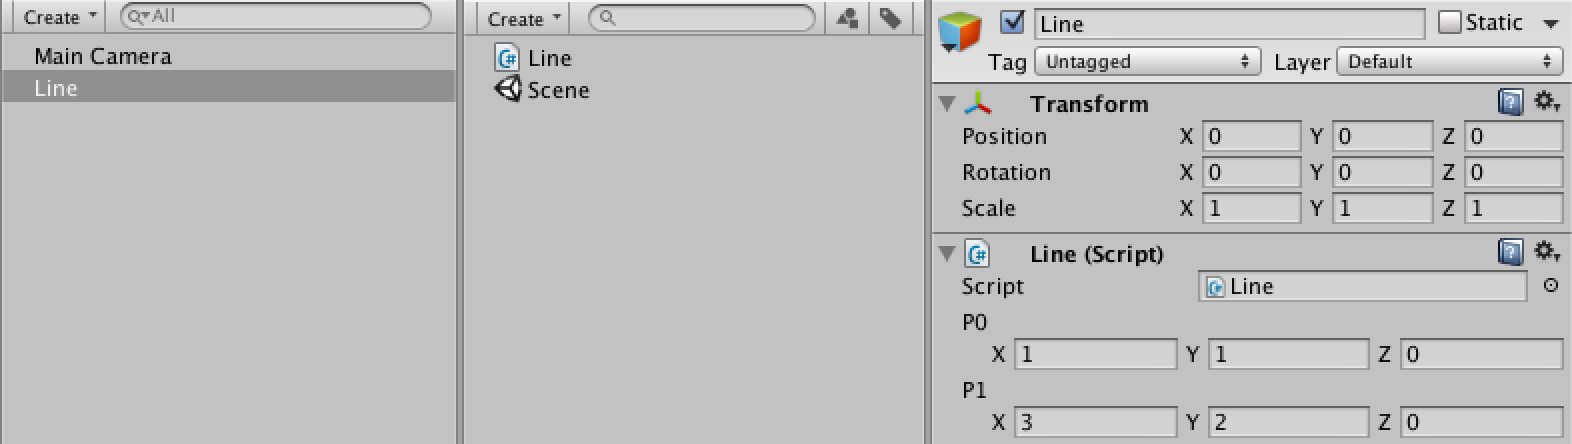 Create
All
Main Camera
Line
Create
Line
Scene
Line
Static
Tag Untagged Layer Default
Transform
Position X 0 Y 0 Z 0
Rotation X 0 Y 0 Z 0
Scale X 1 Y 1 Z 1
Line (Script)
Script Line
P0
X 1 Y 1 Z 0
P1
X 3 Y 2 Z 0